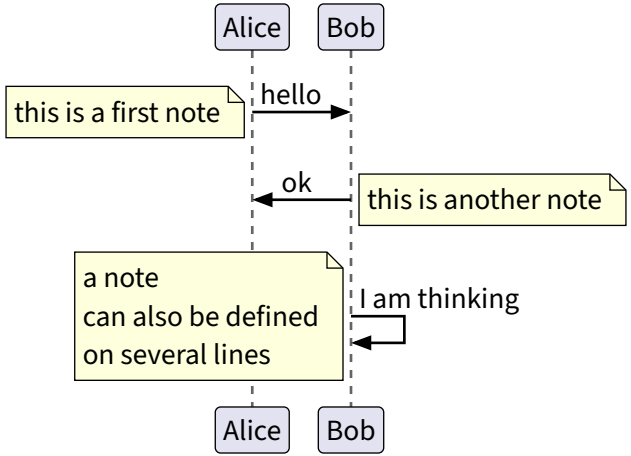 Alice
Bob
this is a first note
hello
ok
this is another note
a note
can also be defined
on several lines
I am thinking
Alice
Bob